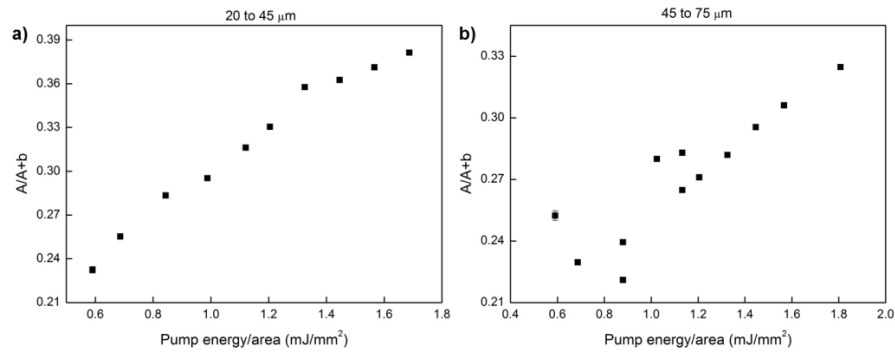 20 to 45 μm
a)
0.39
0.36
0.33
0.30
0.27
0.24
0.21
A/A+b
0.6 0.8 1.0 1.2 1.4 1.6 1.8
Pump energy/area (mJ/mm²)
45 to 75 μm
b)
0.33
0.30
0.27
0.24
0.21
A/A+b
0.4 0.6 0.8 1.0 1.2 1.4 1.6 1.8 2.0
Pump energy/area (mJ/mm²)